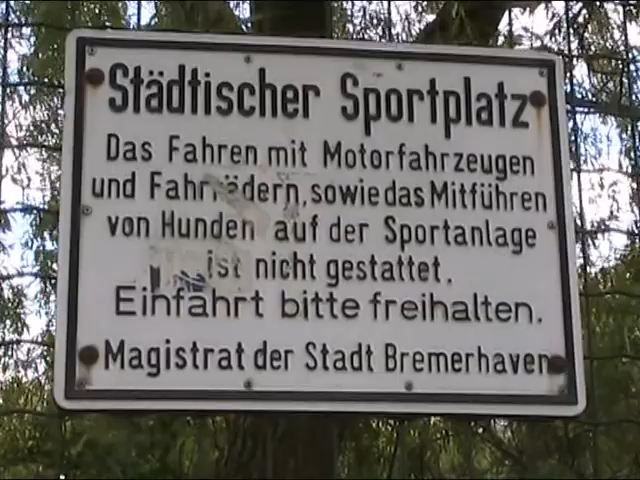 Städtischer Sportplatz
Das Fahren mit Motorfahrzeugen
und Fahrrädern, sowie das Mitführen
von Hunden auf der Sportanlage
ist nicht gestattet.
Einfahrt bitte freihalten.
Magistrat der Stadt Bremerhaven